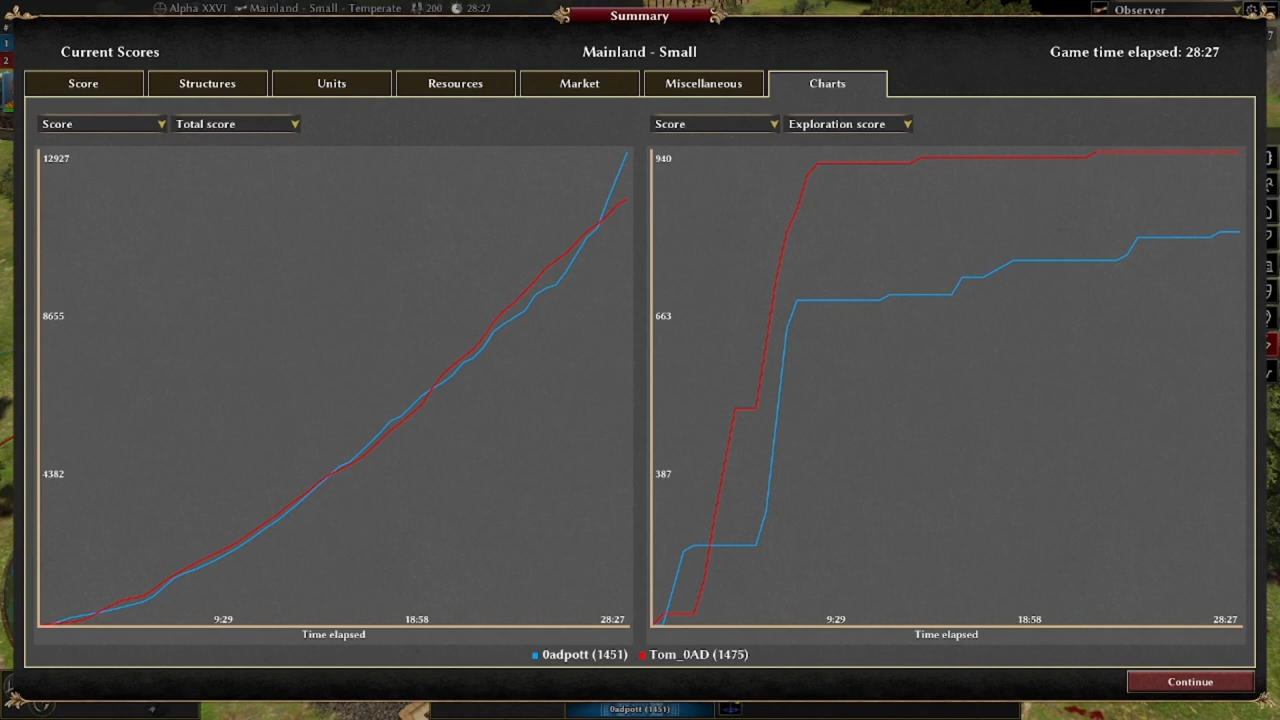 Alpha XXVI Mainland - Small - Temperate 200 28:27
Summary
Observer
Current Scores
Mainland - Small
Game time elapsed: 28:27
Score Structures Units Resources Market Miscellaneous Charts
Score Total score
Score Exploration score
12927
8655
4382
9:29 18:58 28:27
Time elapsed
940
663
387
9:29 18:58 28:27
Time elapsed
0adpott (1451) Tom_0AD (1475)
Continue
0adpott (1451)
1
2
7